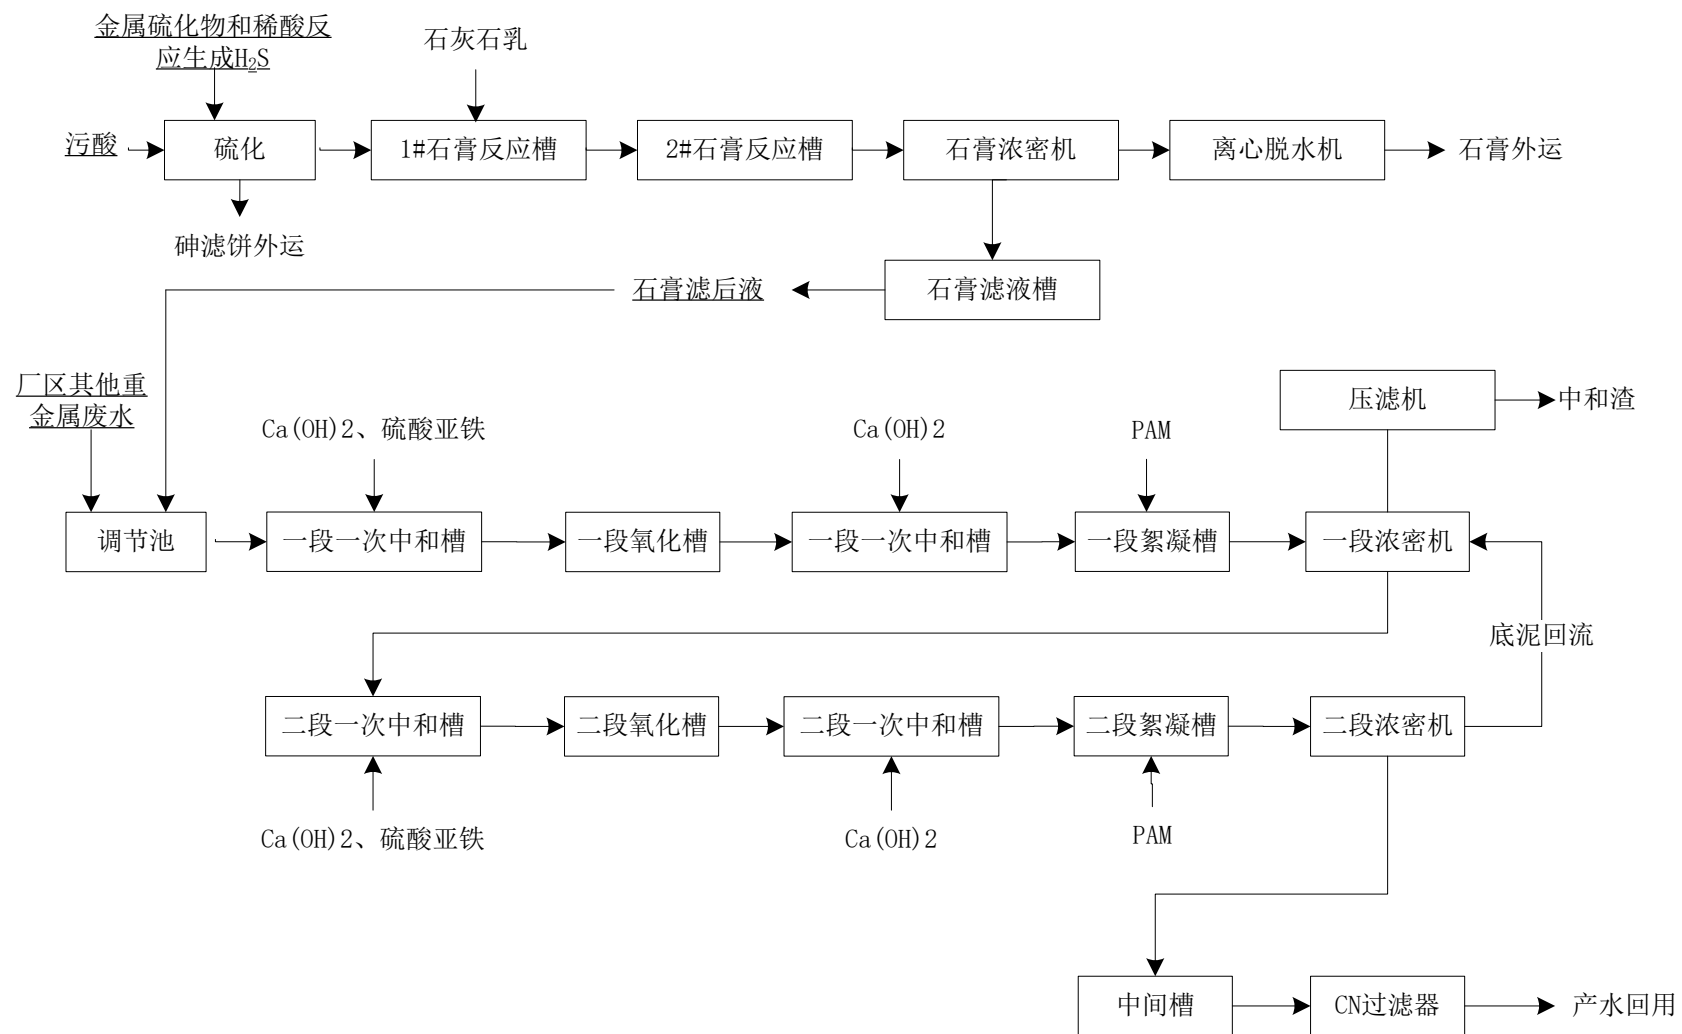 金属硫化物和稀酸反
应生成H₂S
石灰石乳
污酸
硫化
1#石膏反应槽
2#石膏反应槽
石膏浓密机
离心脱水机
石膏外运
砷滤饼外运
石膏滤后液
石膏滤液槽
厂区其他重
金属废水
压滤机
中和渣
Ca(OH)2、硫酸亚铁
Ca(OH)2
PAM
调节池
一段一次中和槽
一段氧化槽
一段一次中和槽
一段絮凝槽
一段浓密机
底泥回流
二段一次中和槽
二段氧化槽
二段一次中和槽
二段絮凝槽
二段浓密机
Ca(OH)2、硫酸亚铁
Ca(OH)2
PAM
中间槽
CN过滤器
产水回用